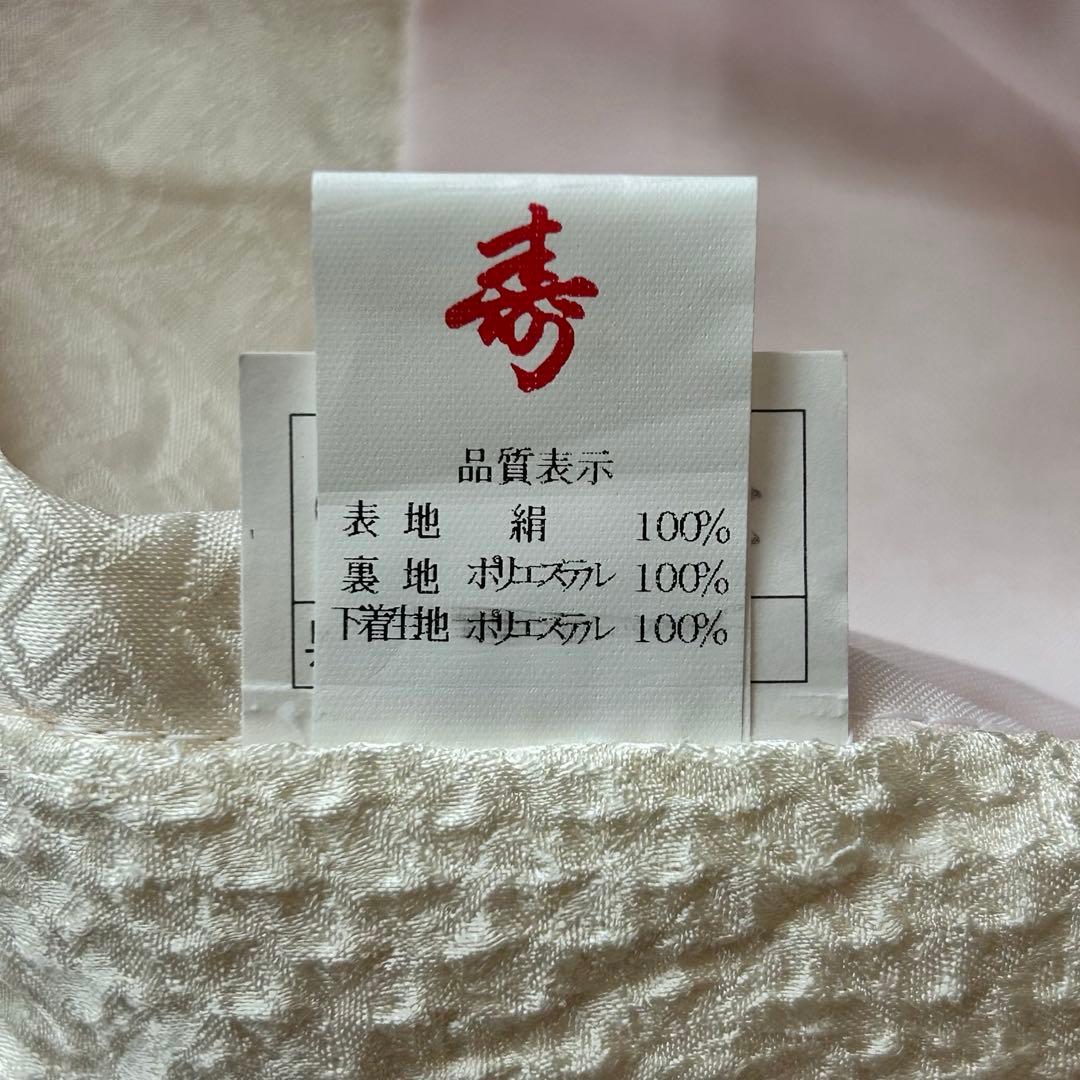 寿
品質表示
表地 絹 100%
裏地 ポリエステル 100%
下着生地 ポリエステル 100%